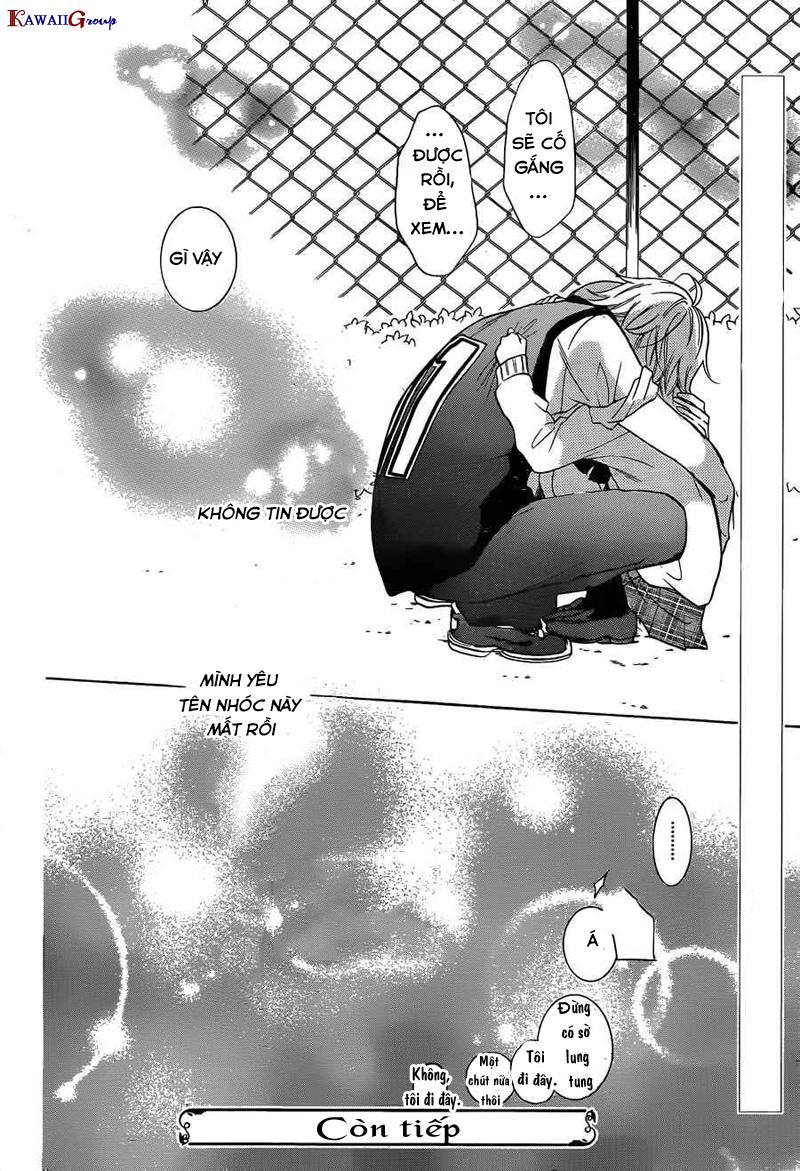 KAWAIIGroup
TÔI
SẼ CỐ
GẮNG
...
...
ĐƯỢC
RỒI,
ĐỂ
XEM...
GÌ VẬY
KHÔNG TIN ĐƯỢC
MÌNH YÊU
TÊN NHÓC NÀY
MẤT RỒI
.........
Á
Đừng
có sờ
lung
tung
Tôi
đi đây.
Một
chút nữa
thôi
Không,
tôi đi đây.
Còn tiếp